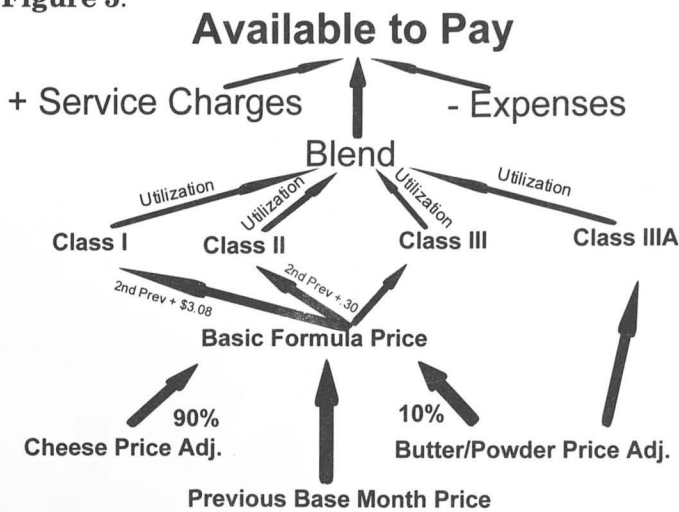 Figure 5.
Available to Pay
+ Service Charges
- Expenses
Blend
Utilization
Utilization
Utilization
Utilization
Class I
Class II
Class III
Class IIIA
2nd Prev + $3.08
2nd Prev +.30
Basic Formula Price
90%
10%
Cheese Price Adj.
Butter/Powder Price Adj.
Previous Base Month Price